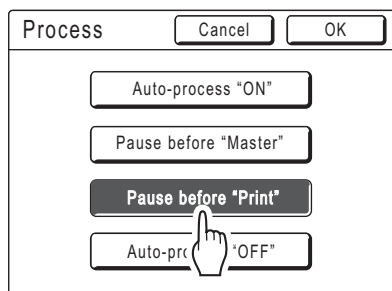 Process Cancel OK
Auto-process “ON”
Pause before “Master”
Pause before “Print”
“OFF”